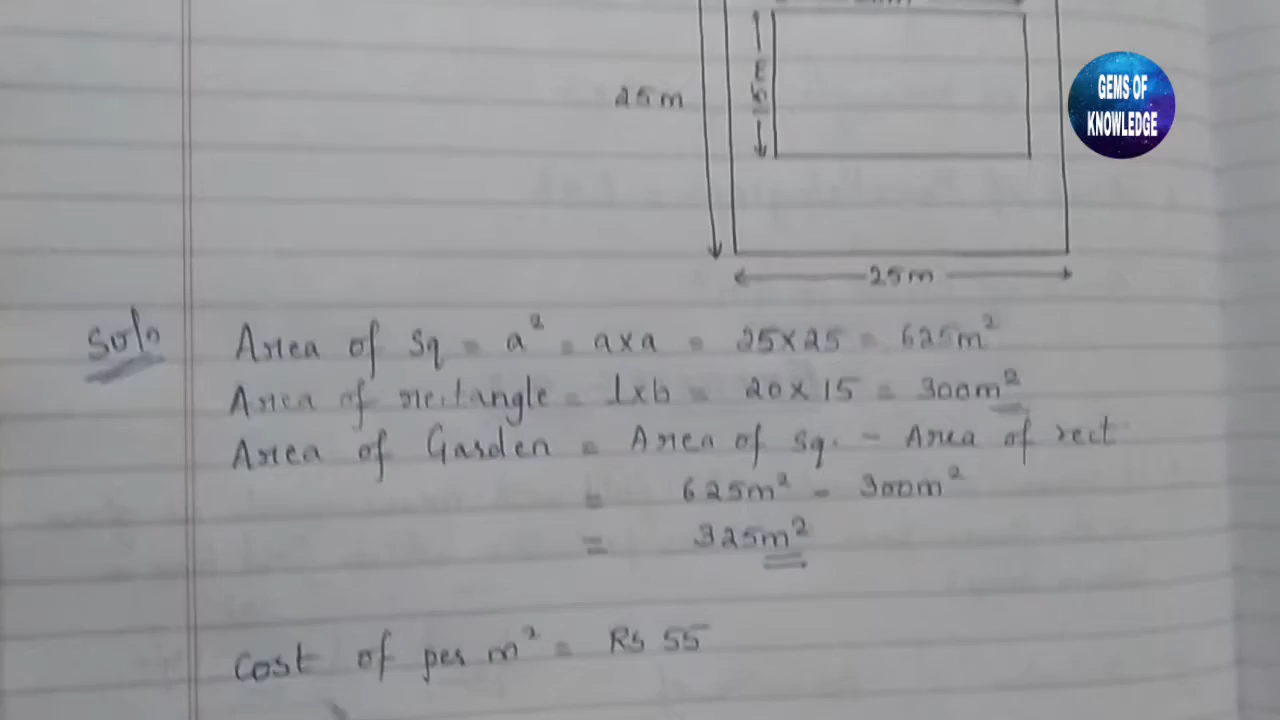 25m
15m
GEMS OF
KNOWLEDGE
25m
Soln
Area of Sq = a² = a×a = 25×25 = 625m²
Area of rectangle = l×b = 20×15 = 300m²
Area of Garden = Area of sq. - Area of rect
= 625m² - 300m²
= 325m²
Cost of per m² = Rs 55